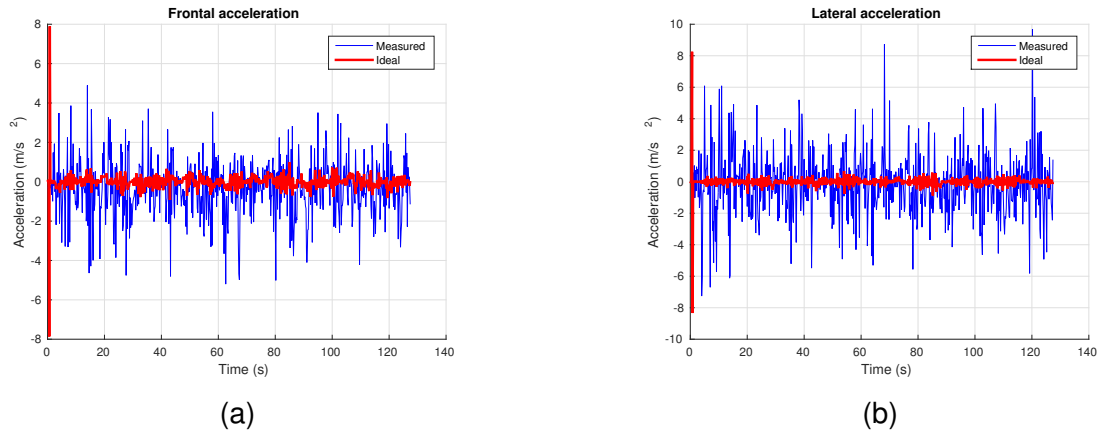 Frontal acceleration
8
6
4
2
0
-2
-4
-6
-8
Acceleration (m/s 2)
0 20 40 60 80 100 120 140
Time (s)
Measured
Ideal
(a)
Lateral acceleration
10
8
6
4
2
0
-2
-4
-6
-8
-10
Acceleration (m/s 2)
0 20 40 60 80 100 120 140
Time (s)
Measured
Ideal
(b)